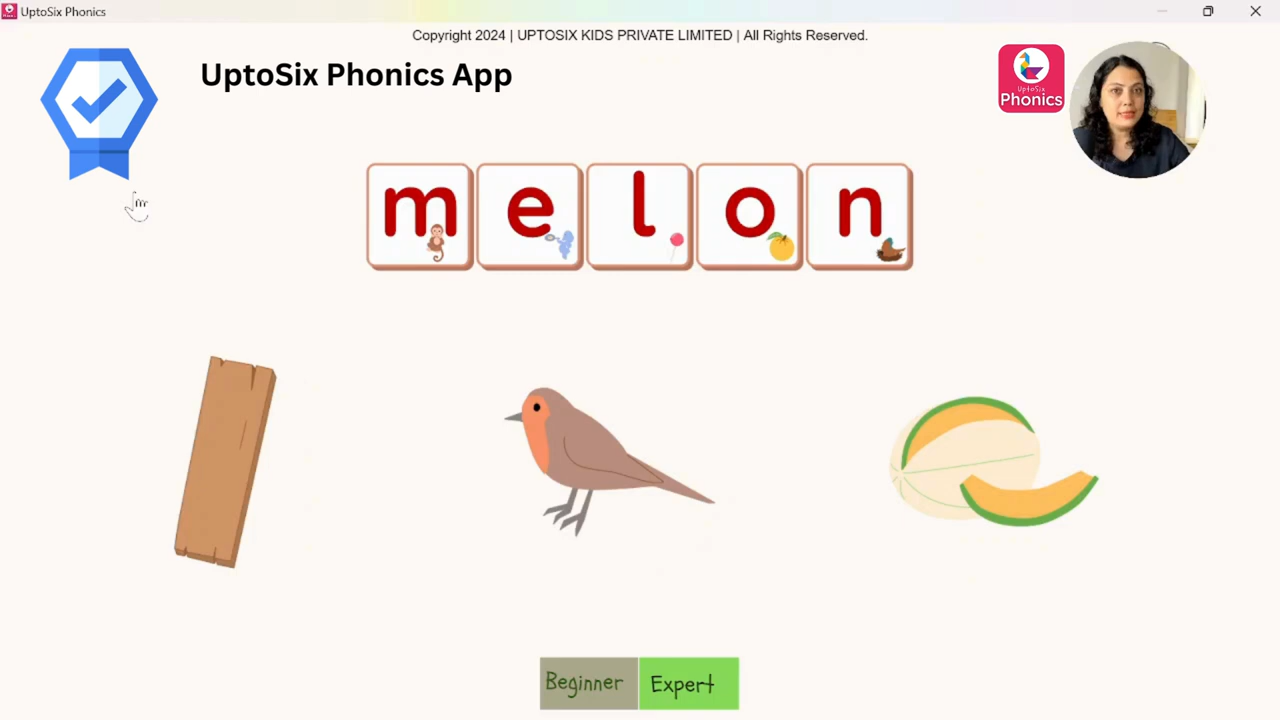 UptoSix Phonics
Copyright 2024 | UPTOSIX KIDS PRIVATE LIMITED | All Rights Reserved.
UptoSix Phonics App
UptoSix
Phonics
m e l o n
Beginner Expert